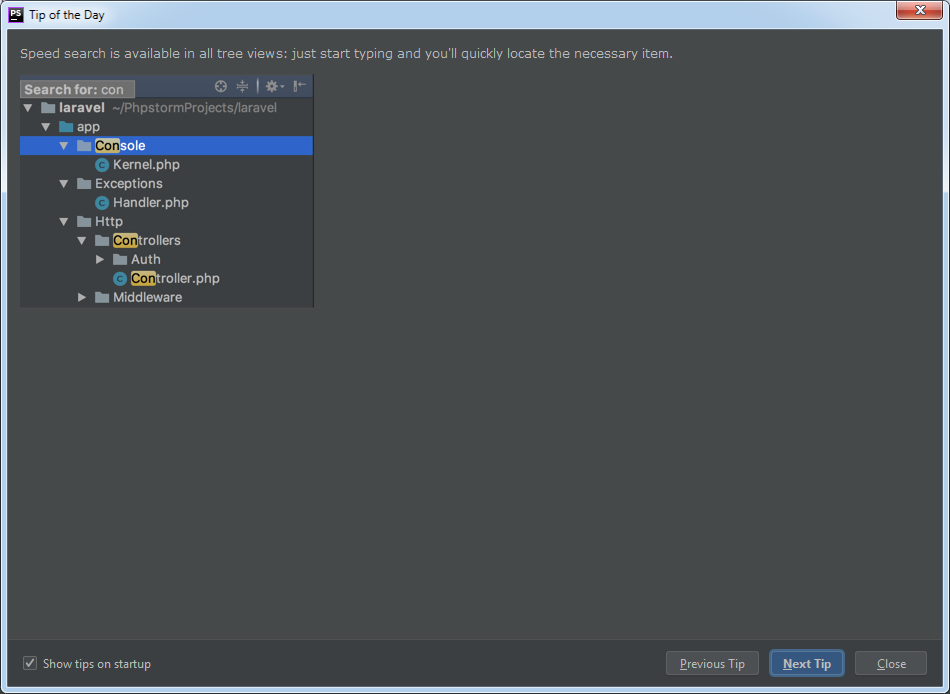 PS Tip of the Day
Speed search is available in all tree views: just start typing and you'll quickly locate the necessary item.
Search for: con
laravel ~/PhpstormProjects/laravel
app
Console
C Kernel.php
Exceptions
C Handler.php
Http
Controllers
Auth
C Controller.php
Middleware
Show tips on startup
Previous Tip Next Tip Close